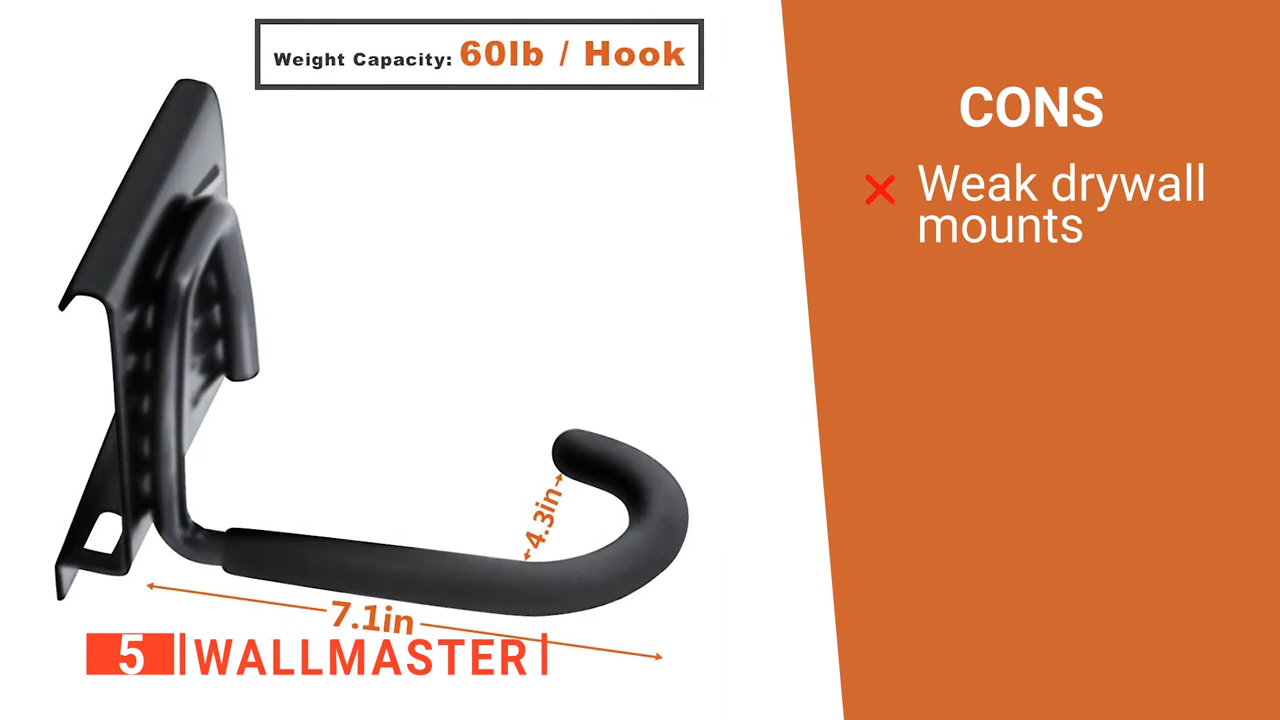 Weight Capacity: 60lb / Hook
CONS
Weak drywall
mounts
4.3in
7.1in
5 WALLMASTER